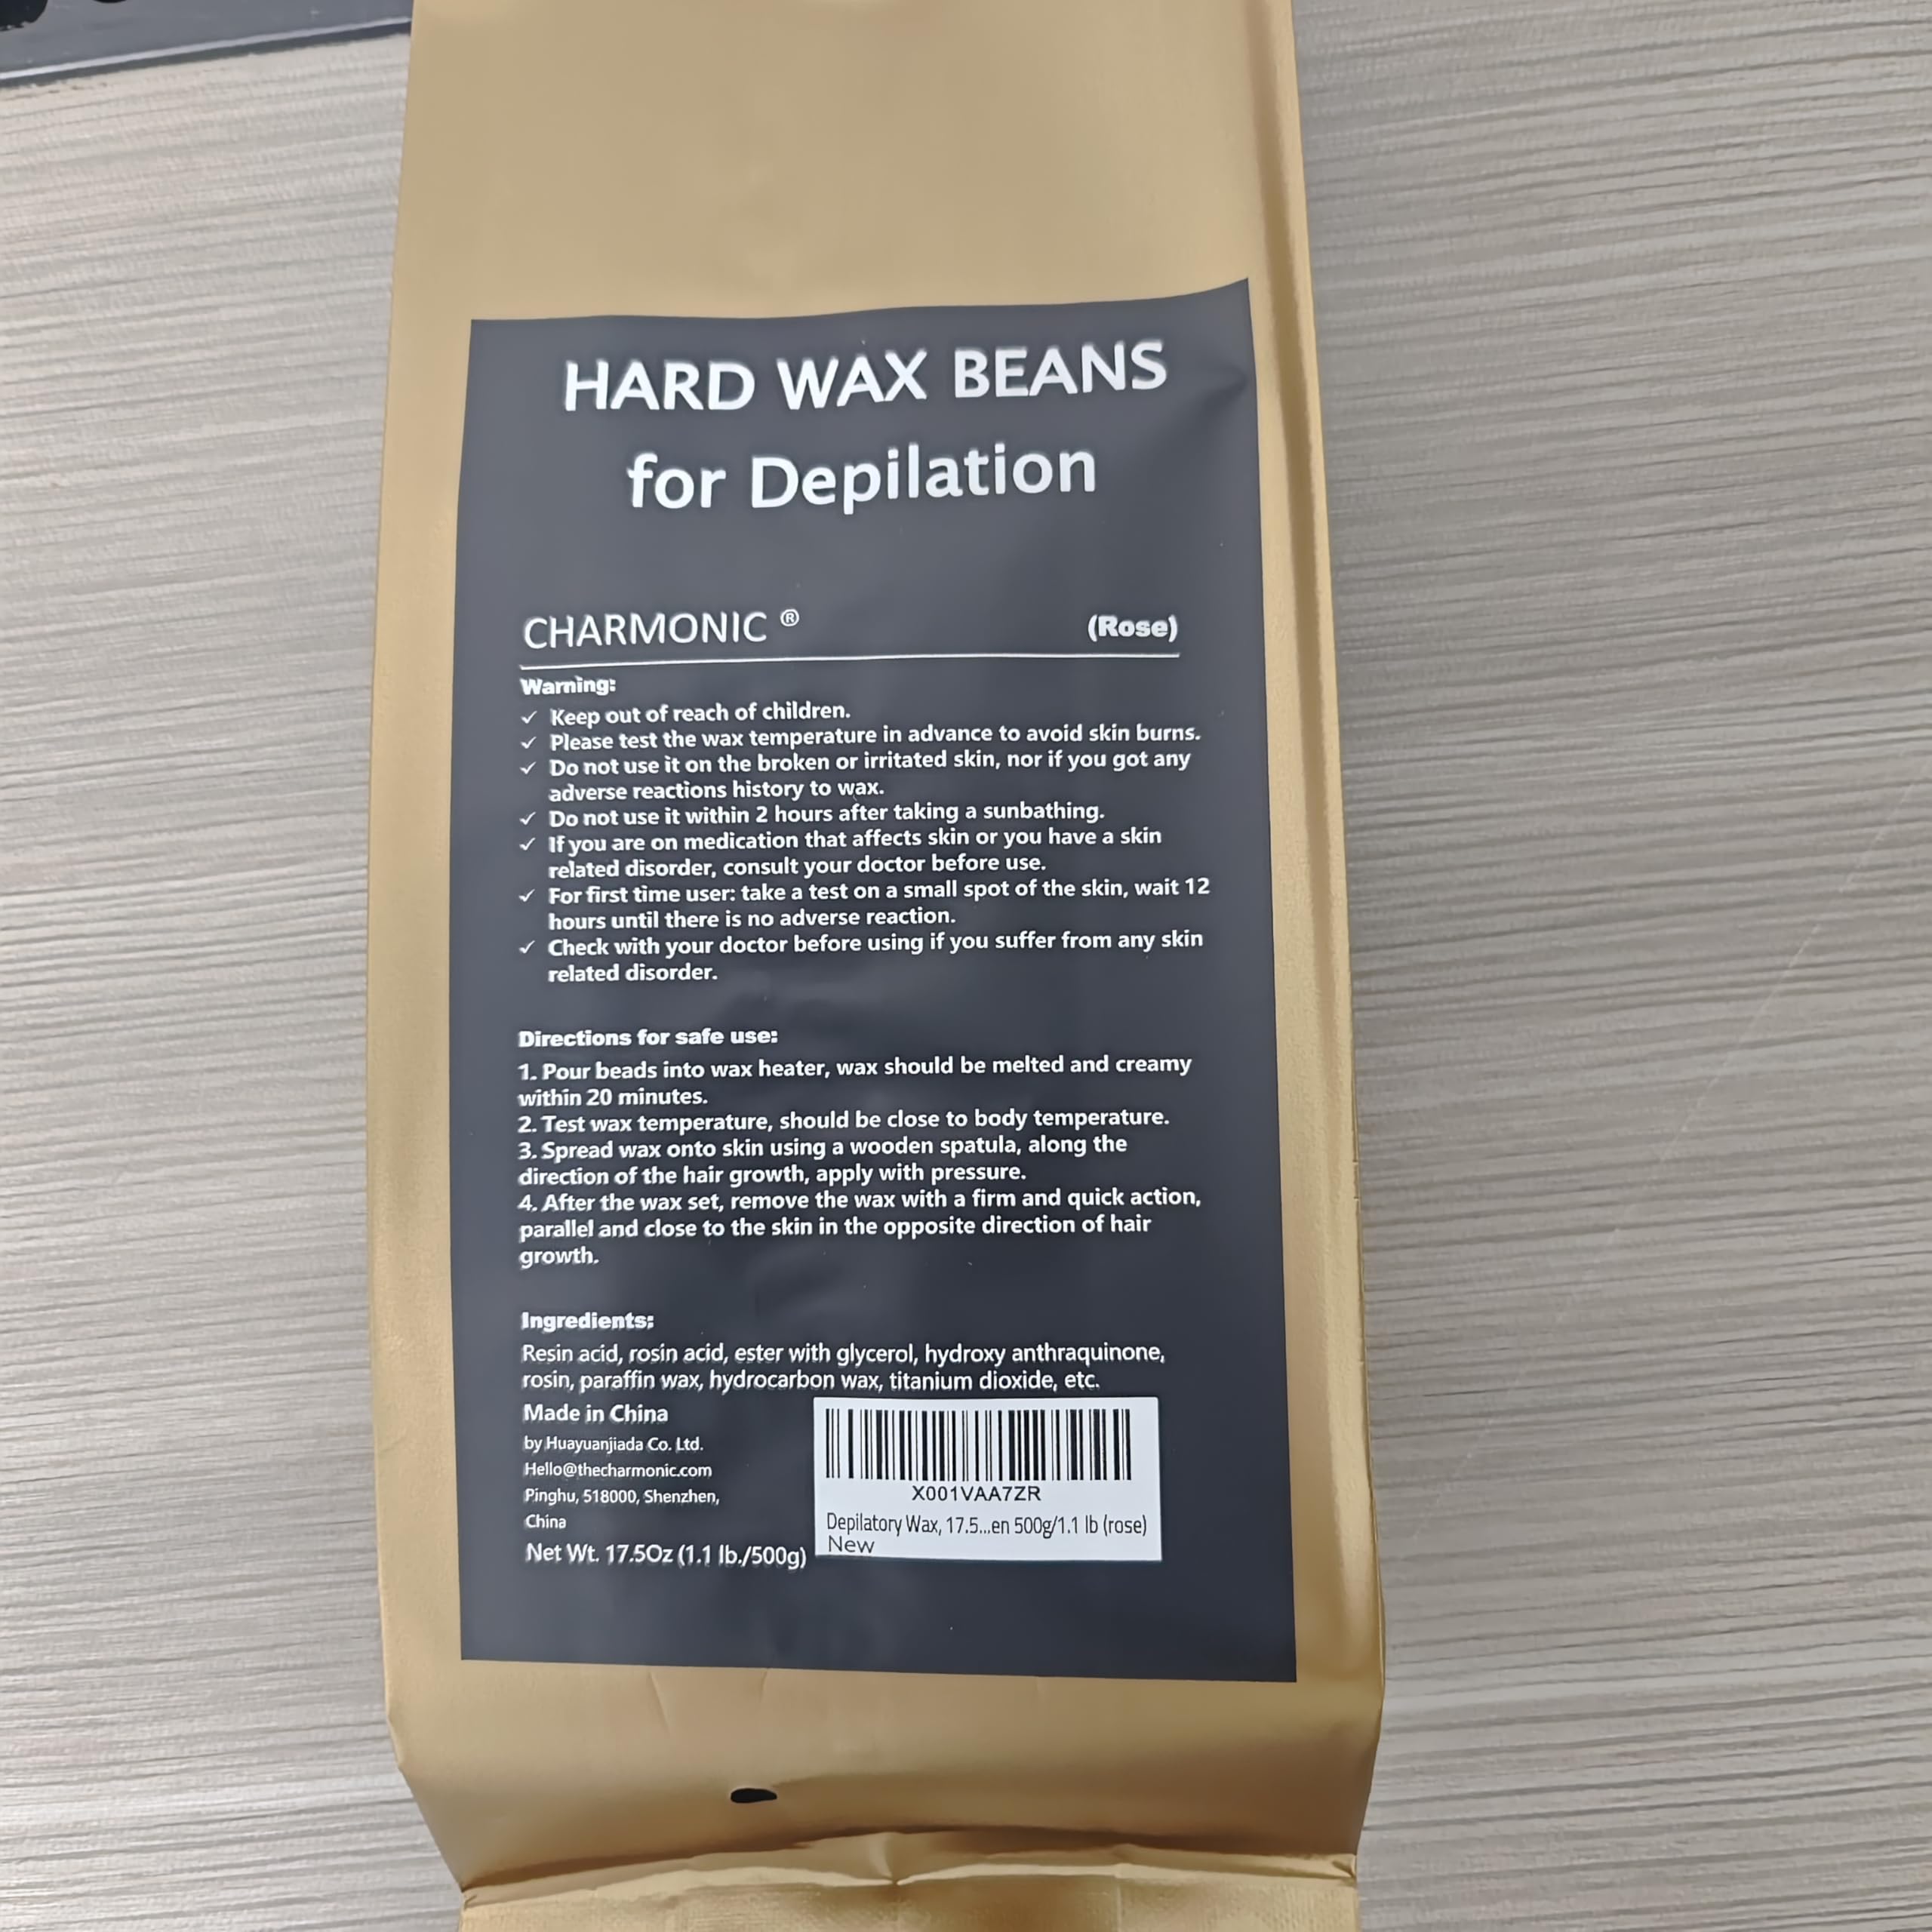 HARD WAX BEANS
for Depilation
CHARMONIC ® (Rose)
Warning:
✓ Keep out of reach of children.
✓ Please test the wax temperature in advance to avoid skin burns.
✓ Do not use it on the broken or irritated skin, nor if you got any
adverse reactions history to wax.
✓ Do not use it within 2 hours after taking a sunbathing.
✓ If you are on medication that affects skin or you have a skin
related disorder, consult your doctor before use.
✓ For first time user: take a test on a small spot of the skin, wait 12
hours until there is no adverse reaction.
✓ Check with your doctor before using if you suffer from any skin
related disorder.
Directions for safe use:
1. Pour beads into wax heater, wax should be melted and creamy
within 20 minutes.
2. Test wax temperature, should be close to body temperature.
3. Spread wax onto skin using a wooden spatula, along the
direction of the hair growth, apply with pressure.
4. After the wax set, remove the wax with a firm and quick action,
parallel and close to the skin in the opposite direction of hair
growth.
Ingredients:
Resin acid, rosin acid, ester with glycerol, hydroxy anthraquinone,
rosin, paraffin wax, hydrocarbon wax, titanium dioxide, etc.
Made in China
by Huayuanjiada Co. Ltd.
Hello@thecharmonic.com
Pinghu, 518000, Shenzhen,
China
Net Wt. 17.5Oz (1.1 lb./500g)
X001VAA7ZR
Depilatory Wax, 17.5...en 500g/1.1 lb (rose)
New